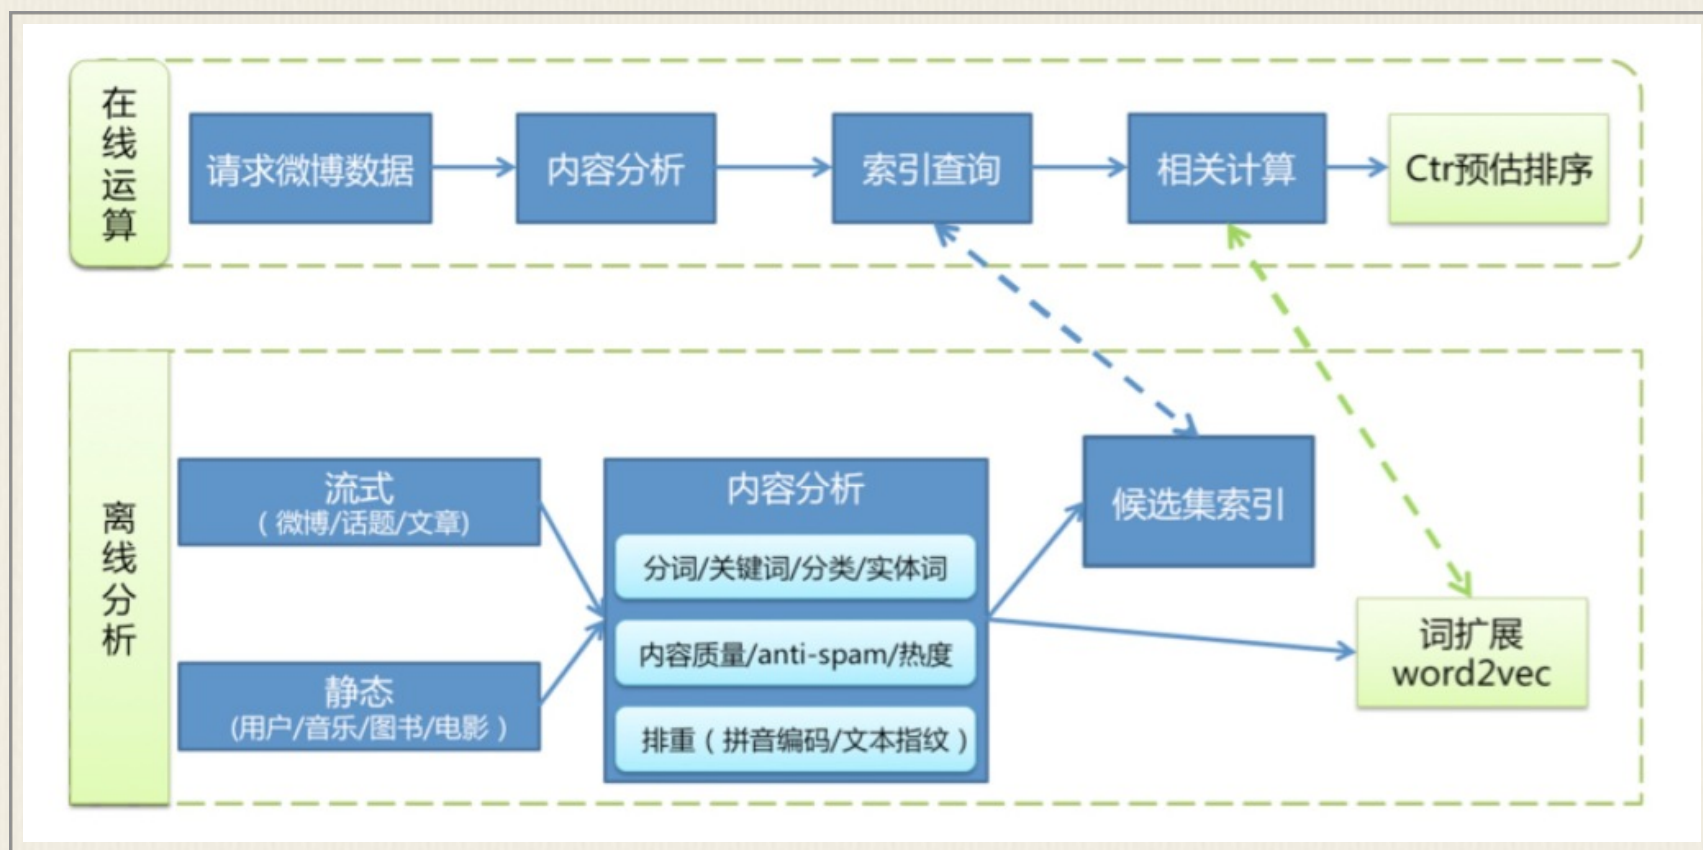 在线运算
请求微博数据
内容分析
索引查询
相关计算
Ctr预估排序
离线分析
流式
（微博/话题/文章)
静态
(用户/音乐/图书/电影）
内容分析
分词/关键词/分类/实体词
内容质量/anti-spam/热度
排重（拼音编码/文本指纹）
候选集索引
词扩展
word2vec